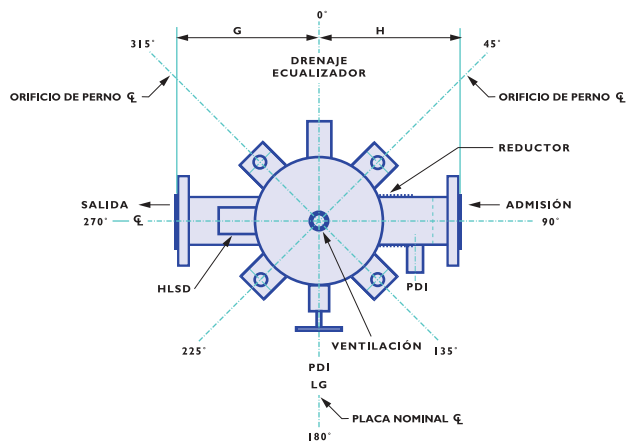 0°
G
H
315°
45°
DRENAJE
ECUALIZADOR
ORIFICIO DE PERNO ℄
ORIFICIO DE PERNO ℄
REDUCTOR
SALIDA
ADMISIÓN
270° ℄
90°
HLSD
PDI
225°
VENTILACIÓN
135°
PDI
LG
PLACA NOMINAL ℄
180°